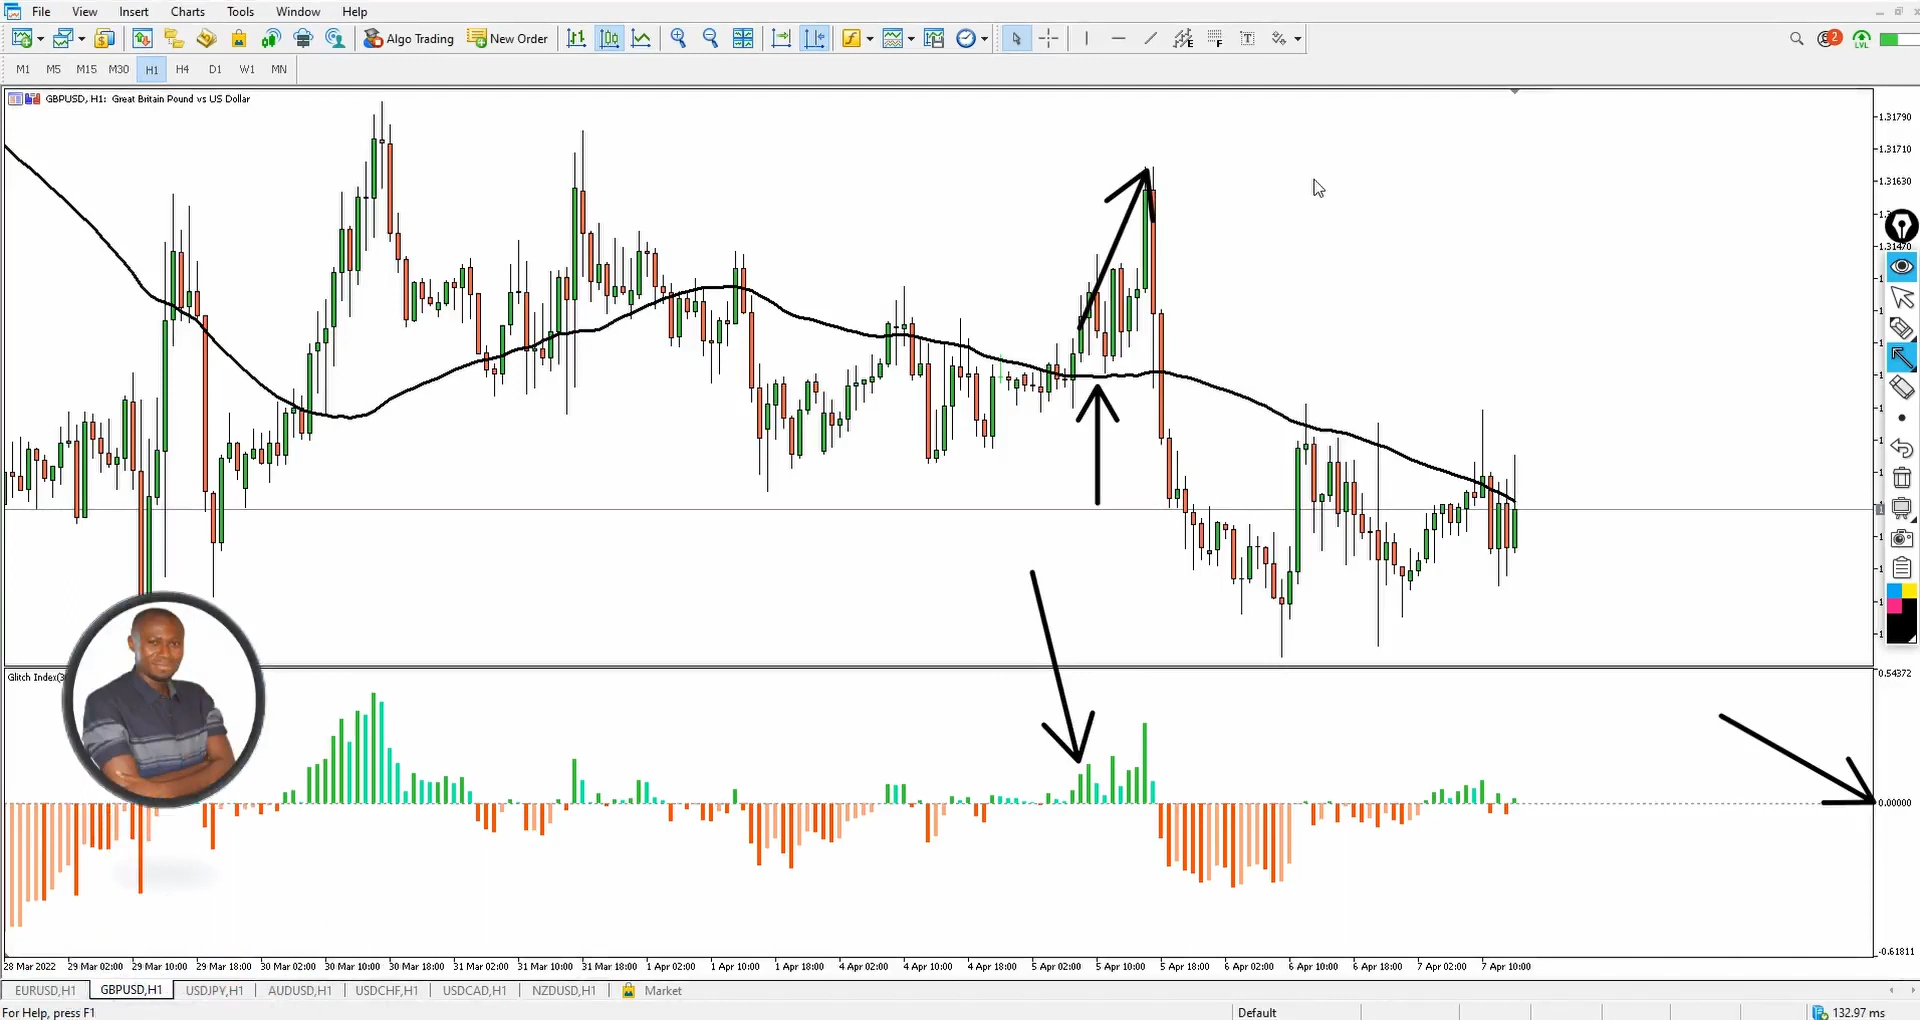 File View Insert Charts Tools Window Help
Algo Trading New Order
2
LVL
M1 M5 M15 M30 H1 H4 D1 W1 MN
GBPUSD, H1: Great Britain Pound vs US Dollar
1.31790
1.31710
1.31630
1.31470
Glitch Index(3
0.54372
0.00000
-0.61811
28 Mar 2022 29 Mar 02:00 29 Mar 10:00 29 Mar 18:00 30 Mar 02:00 30 Mar 10:00 30 Mar 18:00 31 Mar 02:00 31 Mar 10:00 31 Mar 18:00 1 Apr 02:00 1 Apr 10:00 1 Apr 18:00 4 Apr 02:00 4 Apr 10:00 4 Apr 18:00 5 Apr 02:00 5 Apr 10:00 5 Apr 18:00 6 Apr 02:00 6 Apr 10:00 6 Apr 18:00 7 Apr 02:00 7 Apr 10:00
EURUSD,H1 GBPUSD,H1 USDJPY,H1 AUDUSD,H1 USDCHF,H1 USDCAD,H1 NZDUSD,H1 Market
For Help, press F1 Default 132.97 ms